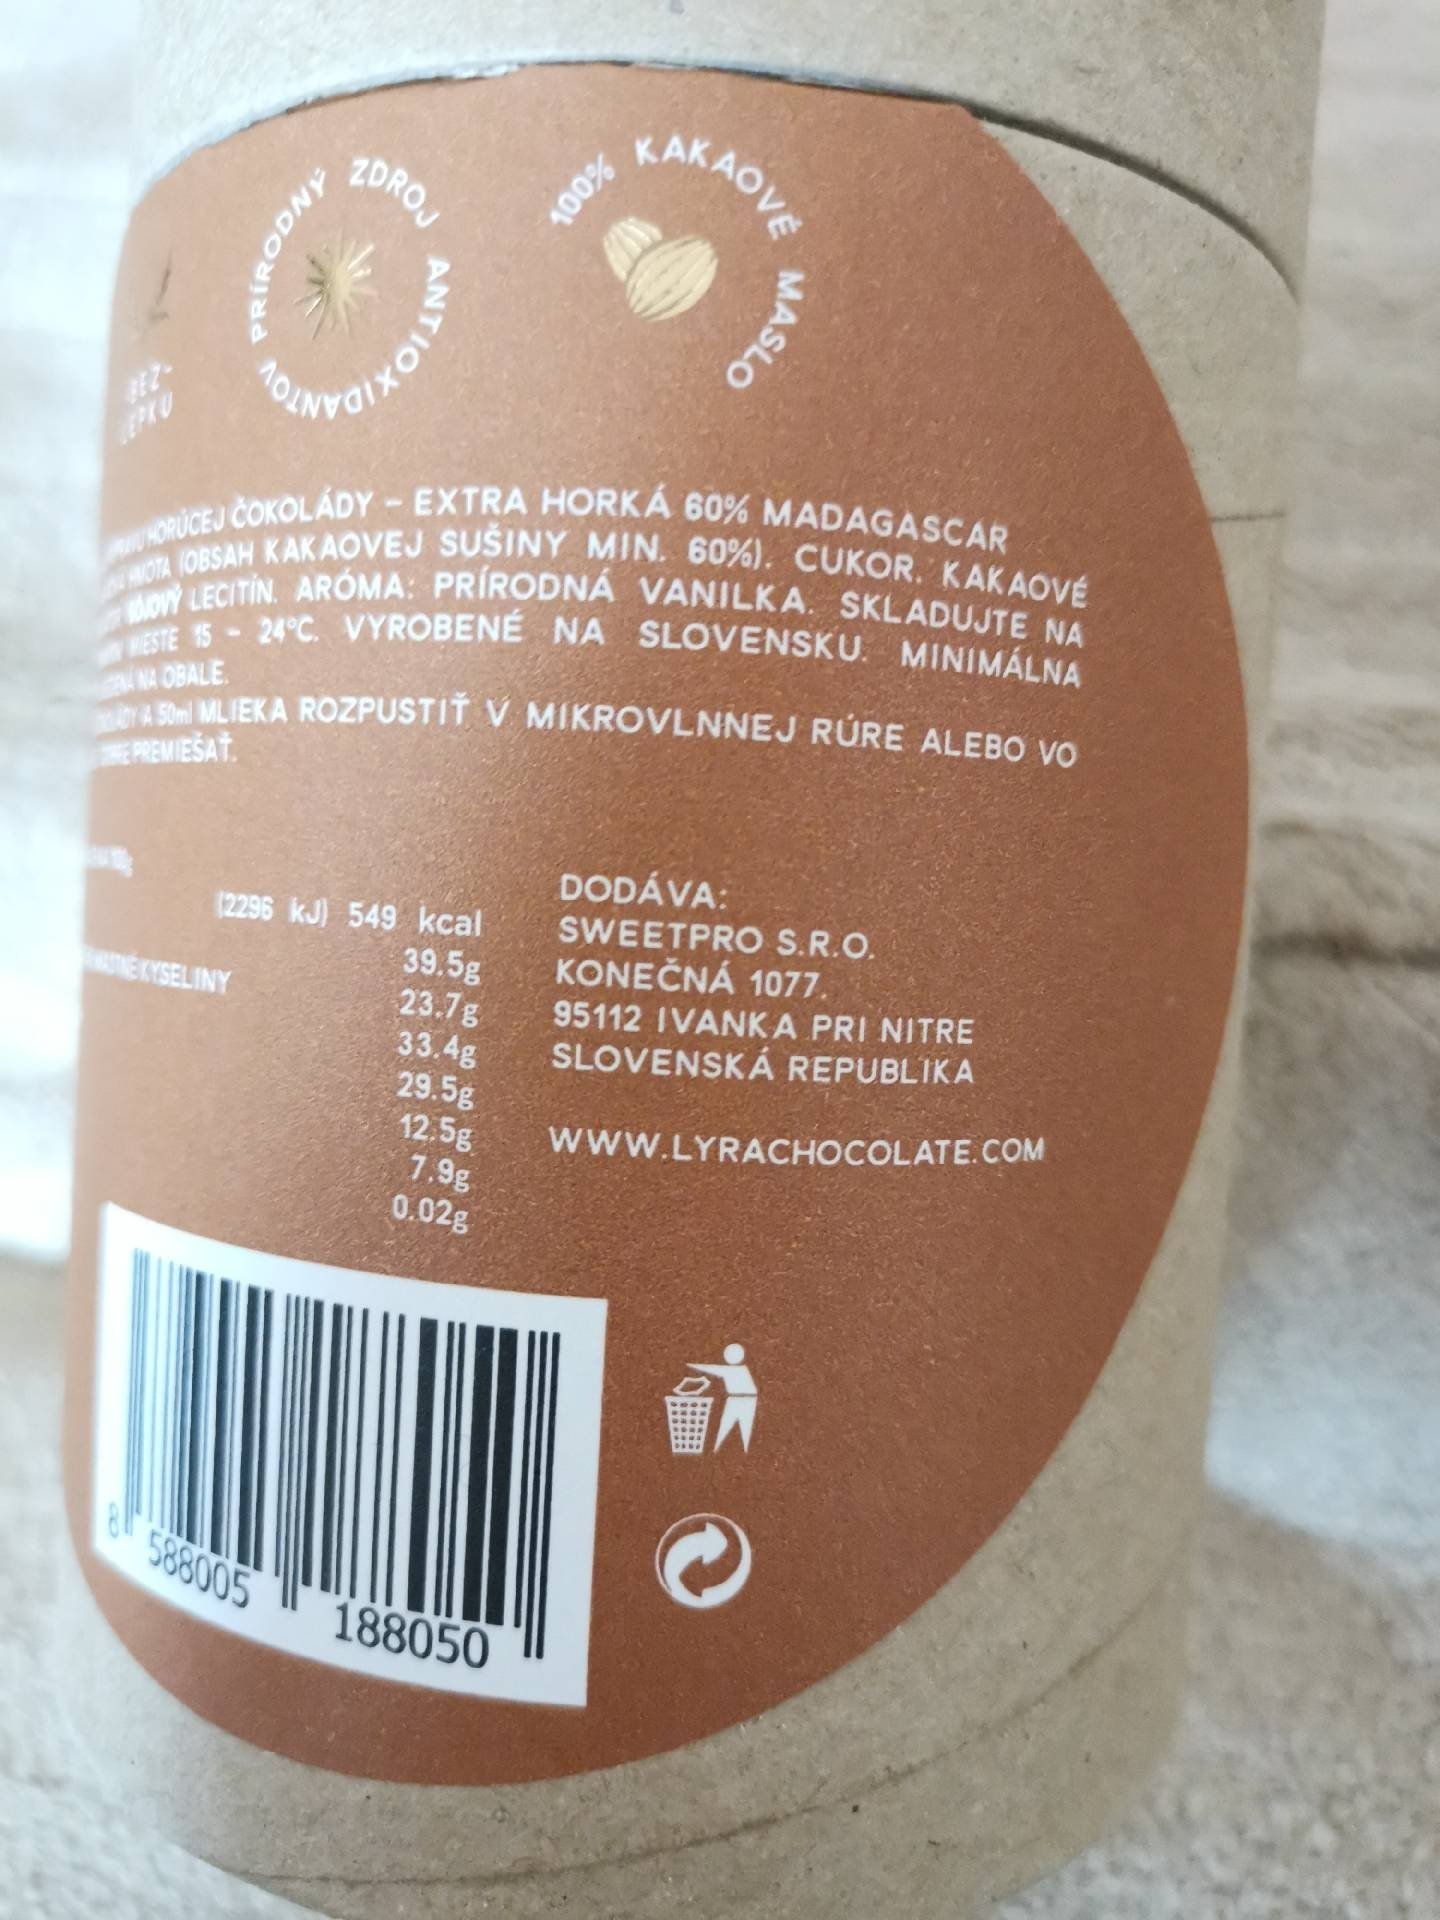 PRÍRODNÝ ZDROJ ANTIOXIDANTOV
100% KAKAOVÉ MASLO
BEZ-
LEPKU
HORÚCEJ ČOKOLÁDY - EXTRA HORKÁ 60% MADAGASCAR
HMOTA (OBSAH KAKAOVEJ SUŠINY MIN. 60%). CUKOR. KAKAOVÉ
SÓJOVÝ LECITÍN. ARÓMA: PRÍRODNÁ VANILKA. SKLADUJTE NA
MIESTE 15 - 24°C. VYROBENÉ NA SLOVENSKU. MINIMÁLNA
NA OBALE.
A 50ml MLIEKA ROZPUSTIŤ V MIKROVLNNEJ RÚRE ALEBO VO
PREMIEŠAŤ.
100g
(2296 kJ) 549 kcal
39.5g
MASTNÉ KYSELINY 23.7g
33.4g
29.5g
12.5g
7.9g
0.02g
DODÁVA:
SWEETPRO S.R.O.
KONEČNÁ 1077
95112 IVANKA PRI NITRE
SLOVENSKÁ REPUBLIKA
WWW.LYRACHOCOLATE.COM
8 588005 188050